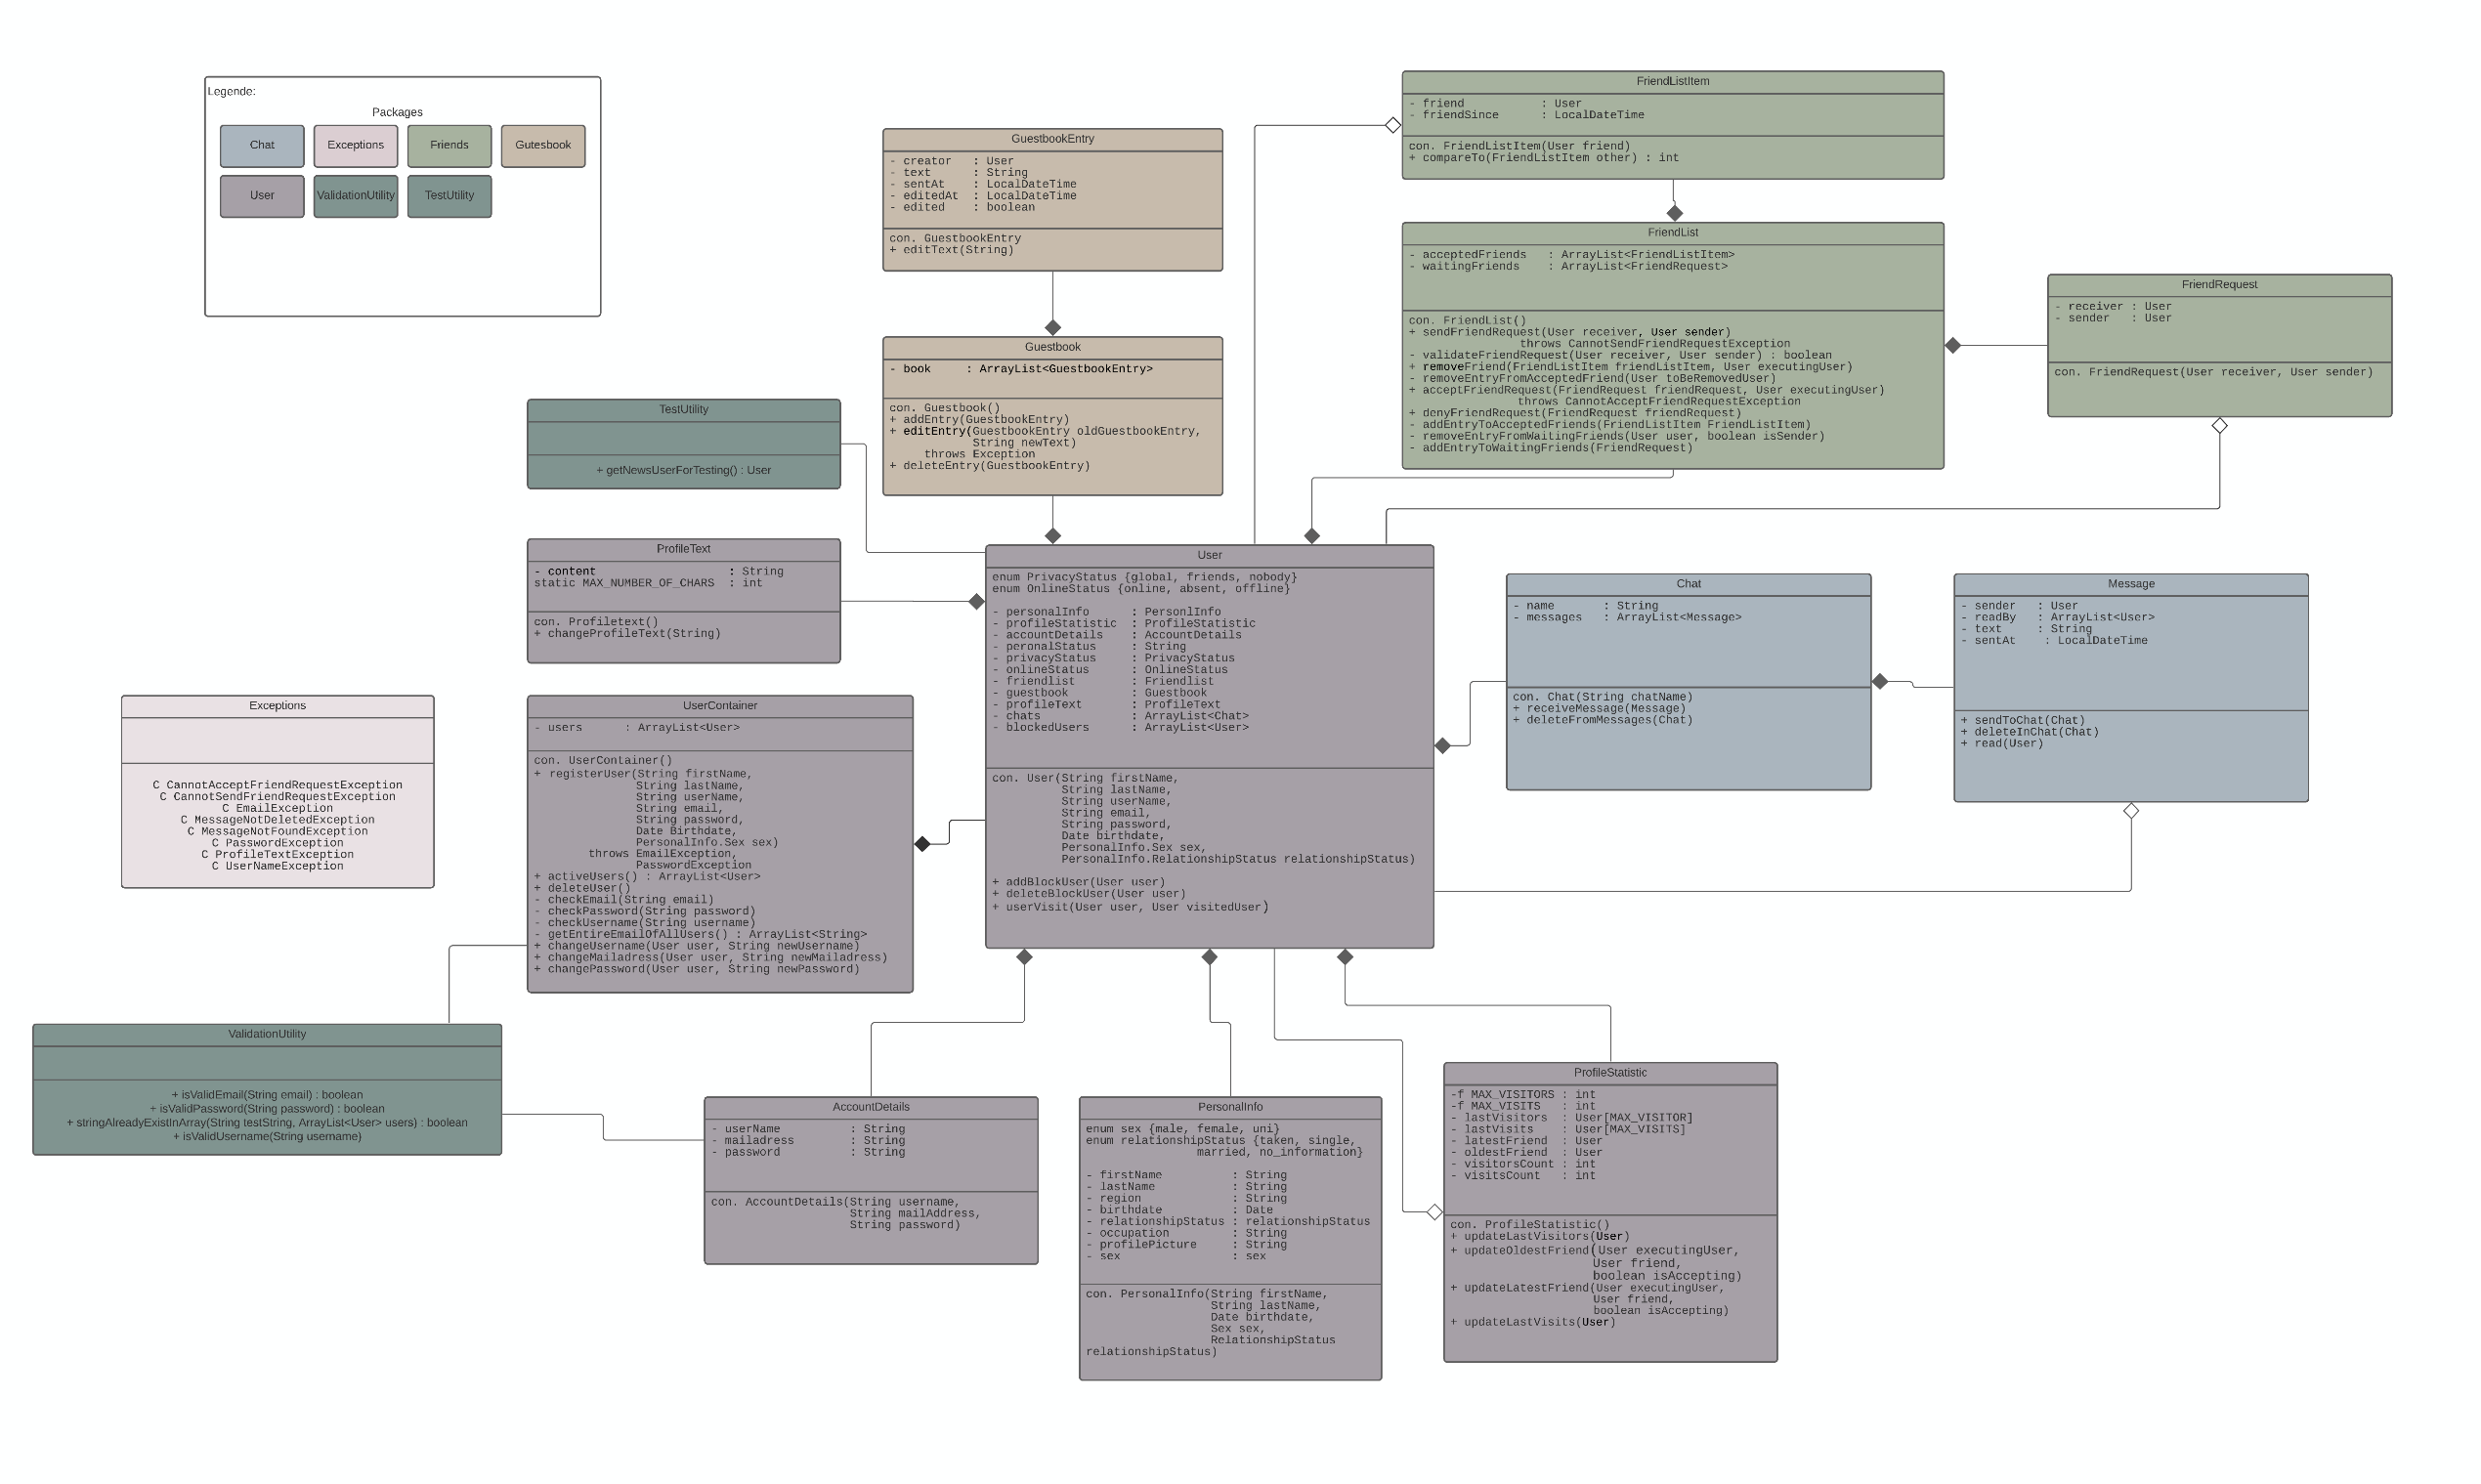 Legende:
Packages
Chat
Exceptions
Friends
Gutesbook
User
ValidationUtility
TestUtility
GuestbookEntry
- creator   : User
- text      : String
- sentAt    : LocalDateTime
- editedAt  : LocalDateTime
- edited    : boolean
con. GuestbookEntry
+ editText(String)
FriendListItem
- friend           : User
- friendSince      : LocalDateTime
con. FriendListItem(User friend)
+ compareTo(FriendListItem other) : int
FriendList
- acceptedFriends   : ArrayList<FriendListItem>
- waitingFriends    : ArrayList<FriendRequest>
con. FriendList()
+ sendFriendRequest(User receiver, User sender)
throws CannotSendFriendRequestException
- validateFriendRequest(User receiver, User sender) : boolean
+ removeFriend(FriendListItem friendListItem, User executingUser)
- removeEntryFromAcceptedFriend(User toBeRemovedUser)
+ acceptFriendRequest(FriendRequest friendRequest, User executingUser)
throws CannotAcceptFriendRequestException
+ denyFriendRequest(FriendRequest friendRequest)
- addEntryToAcceptedFriends(FriendListItem FriendListItem)
- removeEntryFromWaitingFriends(User user, boolean isSender)
- addEntryToWaitingFriends(FriendRequest)
FriendRequest
- receiver : User
- sender   : User
con. FriendRequest(User receiver, User sender)
Guestbook
- book     : ArrayList<GuestbookEntry>
con. Guestbook()
+ addEntry(GuestbookEntry)
+ editEntry(GuestbookEntry oldGuestbookEntry,
String newText)
throws Exception
+ deleteEntry(GuestbookEntry)
TestUtility
+ getNewsUserForTesting() : User
ProfileText
- content                   : String
static MAX_NUMBER_OF_CHARS  : int
con. Profiletext()
+ changeProfileText(String)
User
enum PrivacyStatus {global, friends, nobody}
enum OnlineStatus {online, absent, offline}
- personalInfo      : PersonlInfo
- profileStatistic  : ProfileStatistic
- accountDetails    : AccountDetails
- peronalStatus     : String
- privacyStatus     : PrivacyStatus
- onlineStatus      : OnlineStatus
- friendlist        : Friendlist
- guestbook         : Guestbook
- profileText       : ProfileText
- chats             : ArrayList<Chat>
- blockedUsers      : ArrayList<User>
con. User(String firstName,
String lastName,
String userName,
String email,
String password,
Date birthdate,
PersonalInfo.Sex sex,
PersonalInfo.RelationshipStatus relationshipStatus)
+ addBlockUser(User user)
+ deleteBlockUser(User user)
+ userVisit(User user, User visitedUser)
Chat
- name       : String
- messages   : ArrayList<Message>
con. Chat(String chatName)
+ receiveMessage(Message)
+ deleteFromMessages(Chat)
Message
- sender   : User
- readBy   : ArrayList<User>
- text     : String
- sentAt    : LocalDateTime
+ sendToChat(Chat)
+ deleteInChat(Chat)
+ read(User)
Exceptions
C CannotAcceptFriendRequestException
C CannotSendFriendRequestException
C EmailException
C MessageNotDeletedException
C MessageNotFoundException
C PasswordException
C ProfileTextException
C UserNameException
UserContainer
- users      : ArrayList<User>
con. UserContainer()
+ registerUser(String firstName,
String lastName,
String userName,
String email,
String password,
Date Birthdate,
PersonalInfo.Sex sex)
throws EmailException,
PasswordException
+ activeUsers() : ArrayList<User>
+ deleteUser()
- checkEmail(String email)
- checkPassword(String password)
- checkUsername(String username)
- getEntireEmailOfAllUsers() : ArrayList<String>
+ changeUsername(User user, String newUsername)
+ changeMailadress(User user, String newMailadress)
+ changePassword(User user, String newPassword)
ValidationUtility
+ isValidEmail(String email) : boolean
+ isValidPassword(String password) : boolean
+ stringAlreadyExistInArray(String testString, ArrayList<User> users) : boolean
+ isValidUsername(String username}
AccountDetails
- userName          : String
- mailadress        : String
- password          : String
con. AccountDetails(String username,
String mailAddress,
String password)
PersonalInfo
enum sex {male, female, uni}
enum relationshipStatus {taken, single,
married, no_information}
- firstName          : String
- lastName           : String
- region             : String
- birthdate          : Date
- relationshipStatus : relationshipStatus
- occupation         : String
- profilePicture     : String
- sex                : sex
con. PersonalInfo(String firstName,
String lastName,
Date birthdate,
Sex sex,
RelationshipStatus
relationshipStatus)
ProfileStatistic
-f MAX_VISITORS : int
-f MAX_VISITS   : int
- lastVisitors  : User[MAX_VISITOR]
- lastVisits    : User[MAX_VISITS]
- latestFriend  : User
- oldestFriend  : User
- visitorsCount : int
- visitsCount   : int
con. ProfileStatistic()
+ updateLastVisitors(User)
+ updateOldestFriend(User executingUser,
User friend,
boolean isAccepting)
+ updateLatestFriend(User executingUser,
User friend,
boolean isAccepting)
+ updateLastVisits(User)